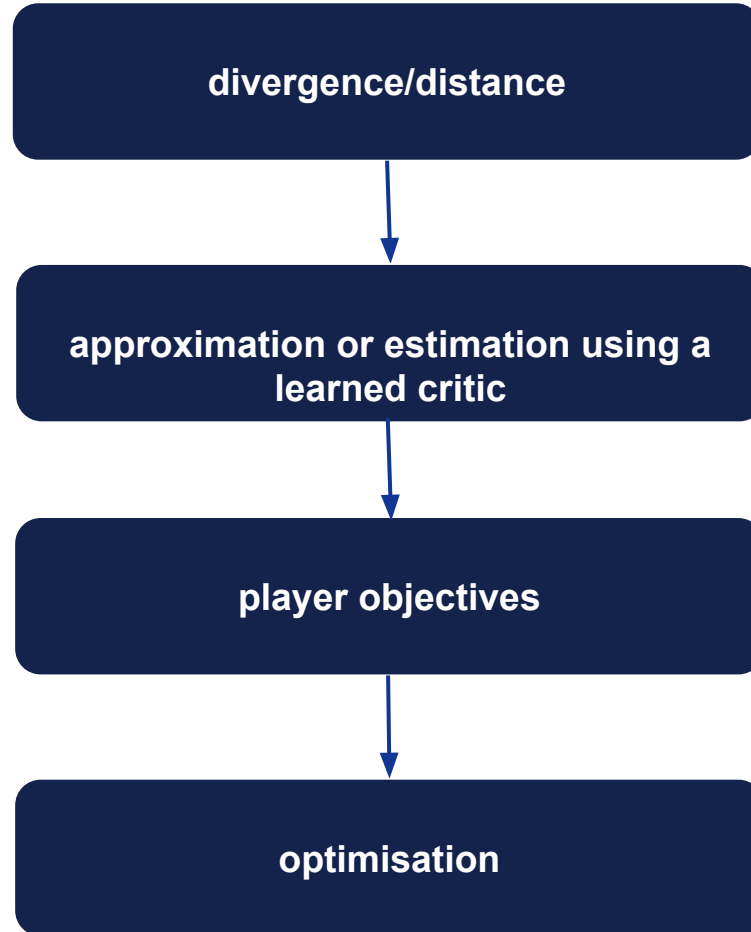 divergence/distance
approximation or estimation using a
learned critic
player objectives
optimisation